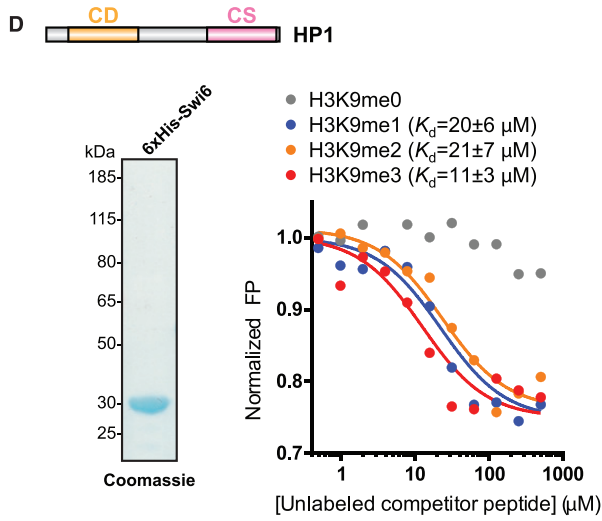 D
CD
CS
HP1
6xHis-Swi6
kDa
185
115
80
65
50
30
25
Coomassie
H3K9me0
H3K9me1 (Kd=20±6 μM)
H3K9me2 (Kd=21±7 μM)
H3K9me3 (Kd=11±3 μM)
Normalized FP
1.0
0.9
0.8
0.7
1 10 100 1000
[Unlabeled competitor peptide] (μM)